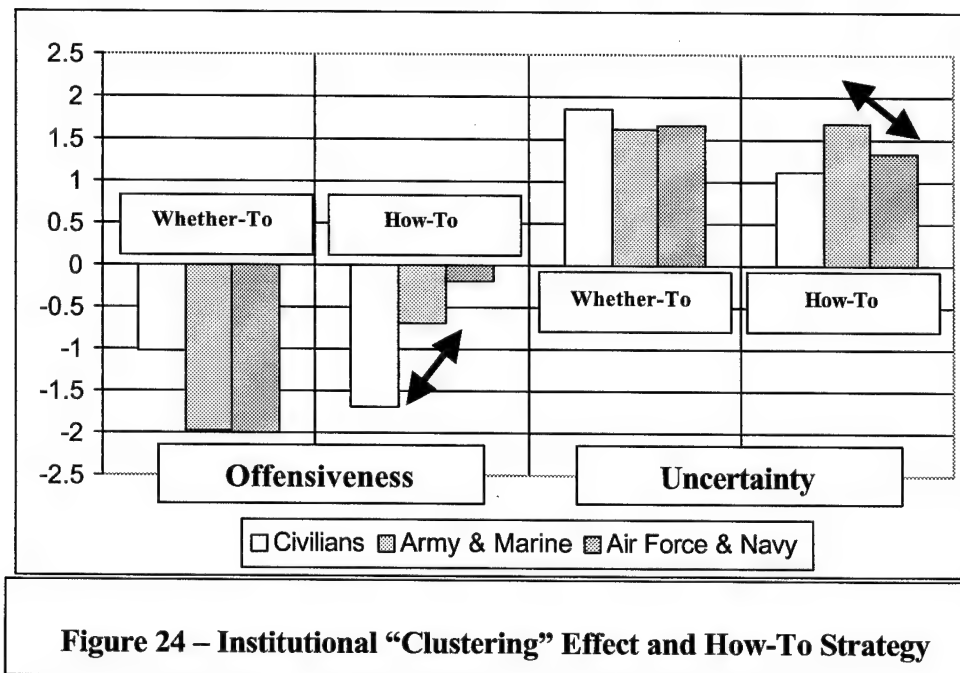 2.5
2
1.5
1
0.5
0
-0.5
-1
-1.5
-2
-2.5
Whether-To
How-To
Whether-To
How-To
Offensiveness
Uncertainty
Civilians Army & Marine Air Force & Navy
Figure 24 – Institutional “Clustering” Effect and How-To Strategy